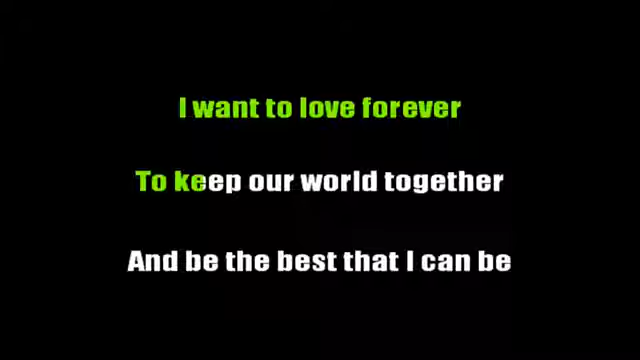 I want to love forever
To keep our world together
And be the best that I can be